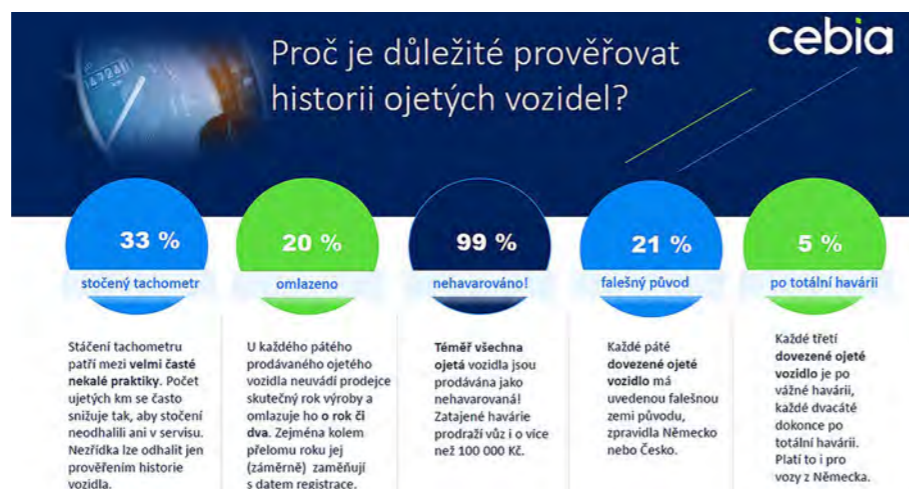 cebia
Proč je důležité prověřovat
historii ojetých vozidel?
33 %
stočený tachometr
Stáčení tachometru
patří mezi velmi časté
nekalé praktiky. Počet
ujetých km se často
snižuje tak, aby stočení
neodhalili ani v servisu.
Nezřídka lze odhalit jen
prověřením historie
vozidla.
20 %
omlazeno
U každého pátého
prodávaného ojetého
vozidla neuvádí prodejce
skutečný rok výroby a
omlazuje ho o rok či
dva. Zejména kolem
přelomu roku jej
(záměrně) zaměňují
s datem registrace.
99 %
nehavarováno!
Téměř všechna
ojetá vozidla jsou
prodávána jako
nehavarovaná!
Zatajené havárie
prodraží vůz i o více
než 100 000 Kč.
21 %
falešný původ
Každé páté
dovezené ojeté
vozidlo má
uvedenou falešnou
zemi původu,
zpravidla Německo
nebo Česko.
5 %
po totální havárii
Každé třetí
dovezené ojeté
vozidlo je po
vážné havárii,
každé dvacáté
dokonce po
totální havárii.
Platí to i pro
vozy z Německa.